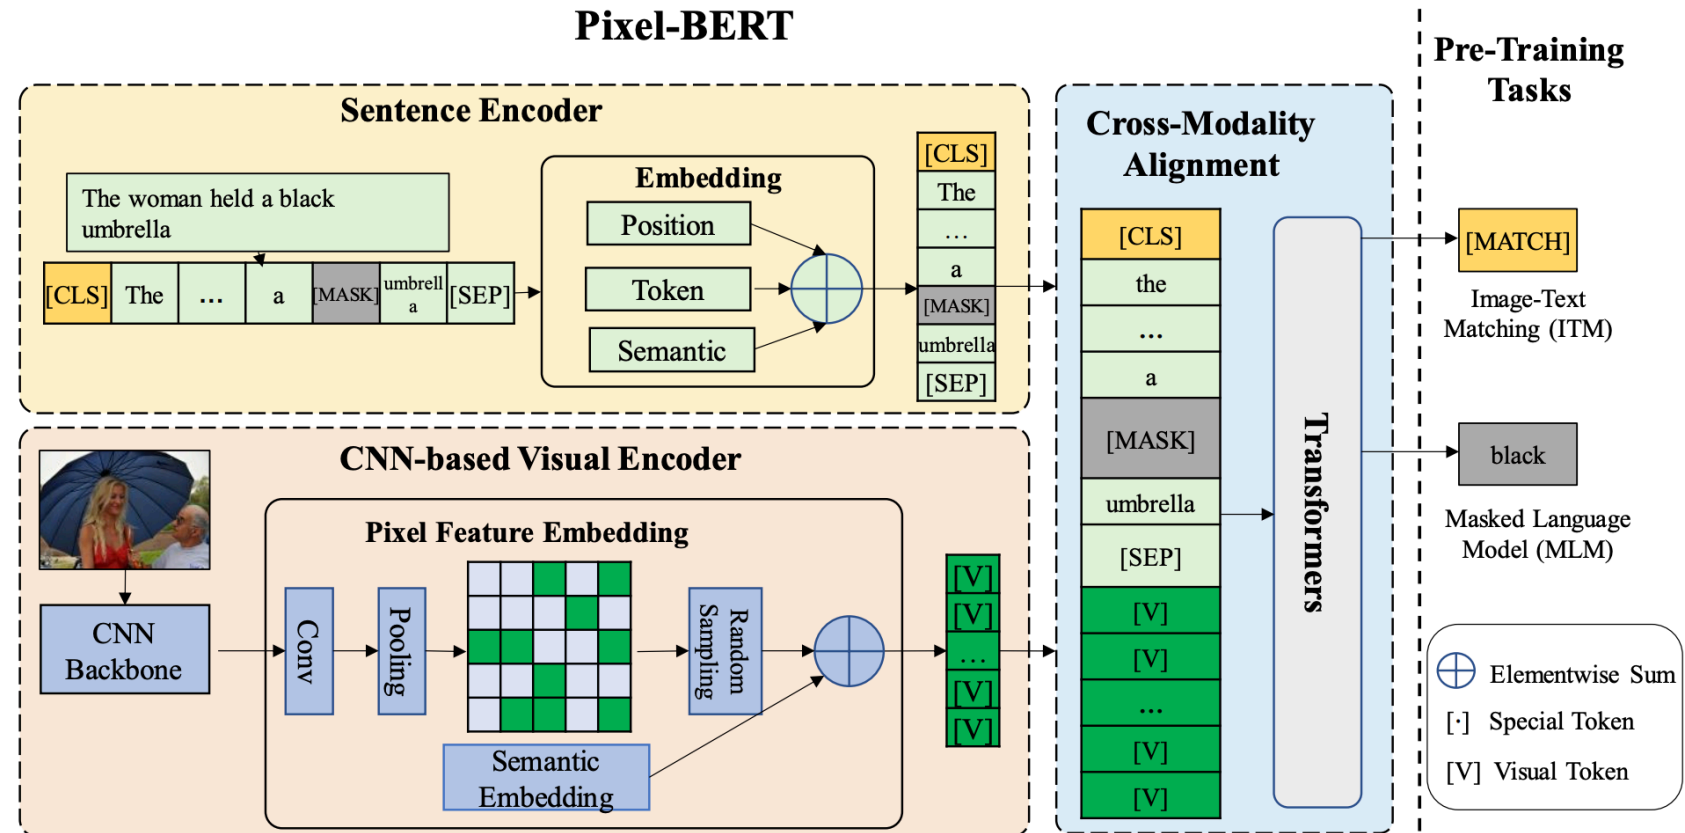 Pixel-BERT
Pre-Training
Tasks
Sentence Encoder
The woman held a black
umbrella
[CLS] The ... a [MASK] umbrell
a [SEP]
Embedding
Position
Token
Semantic
[CLS]
The
...
a
[MASK]
umbrella
[SEP]
CNN-based Visual Encoder
CNN
Backbone
Pixel Feature Embedding
Conv
Pooling
Random
Sampling
Semantic
Embedding
[V]
[V]
...
[V]
[V]
Cross-Modality
Alignment
[CLS]
the
...
a
[MASK]
umbrella
[SEP]
[V]
[V]
...
[V]
[V]
Transformers
[MATCH]
Image-Text
Matching (ITM)
black
Masked Language
Model (MLM)
Elementwise Sum
[·] Special Token
[V] Visual Token